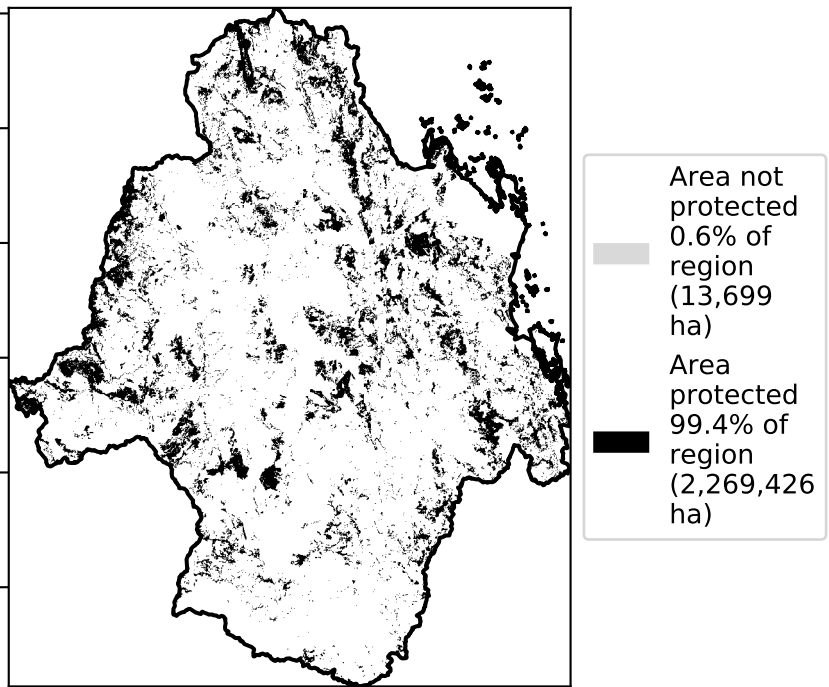 Area not
protected
0.6% of
region
(13,699
ha)
Area
protected
99.4% of
region
(2,269,426
ha)